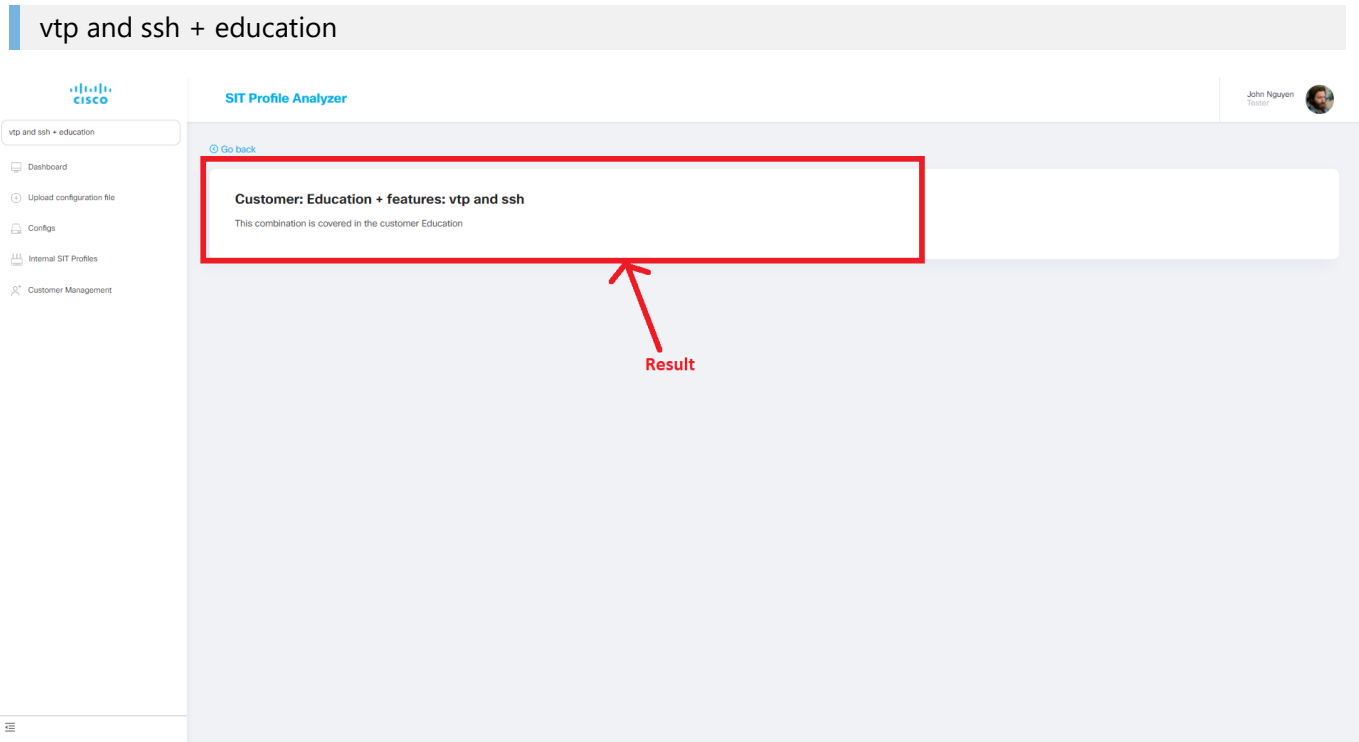 vtp and ssh + education
CISCO
SIT Profile Analyzer
John Nguyen
Tester
vtp and ssh + education
Go back
Dashboard
Upload configuration file
Configs
Internal SIT Profiles
Customer Management
Customer: Education + features: vtp and ssh
This combination is covered in the customer Education
Result